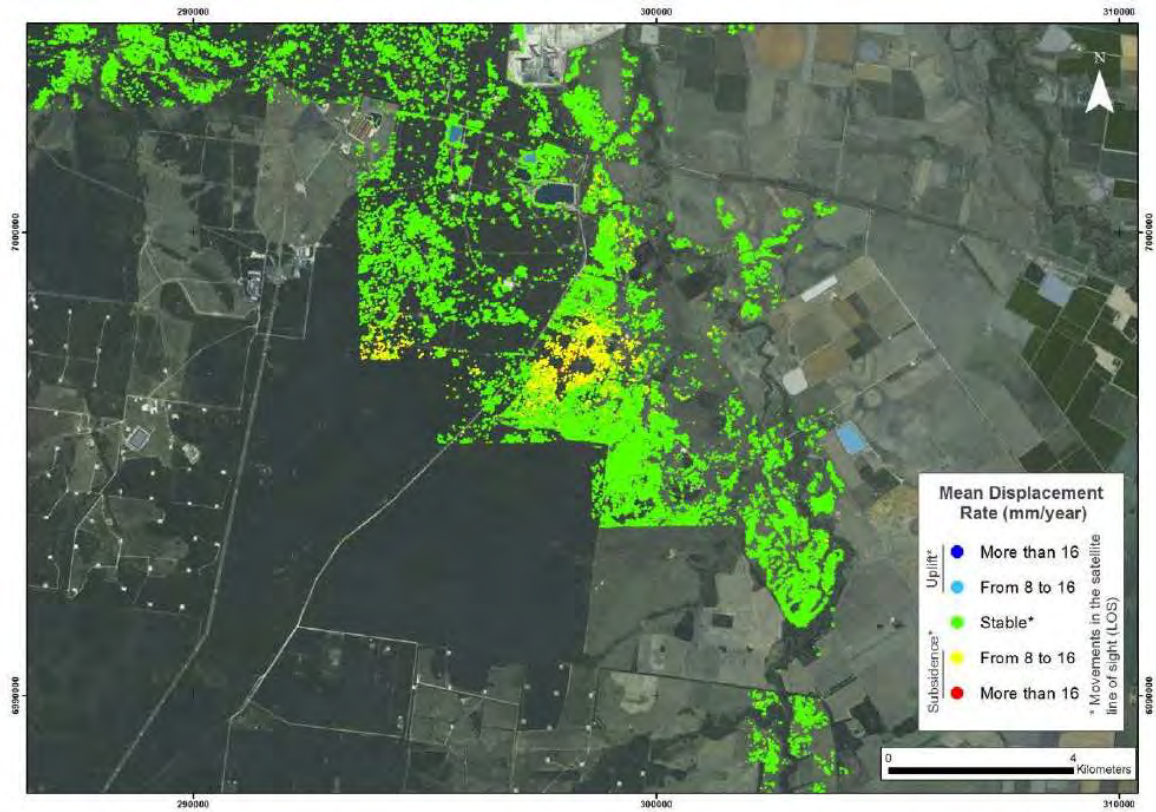 290000 300000 310000
N
7000000 7000000
Mean Displacement
Rate (mm/year)
Uplift*
More than 16
From 8 to 16
Stable*
Subsidence*
From 8 to 16
More than 16
* Movements in the satellite
line of sight (LOS)
6990000 6990000
0 4
Kilometers
290000 300000 310000